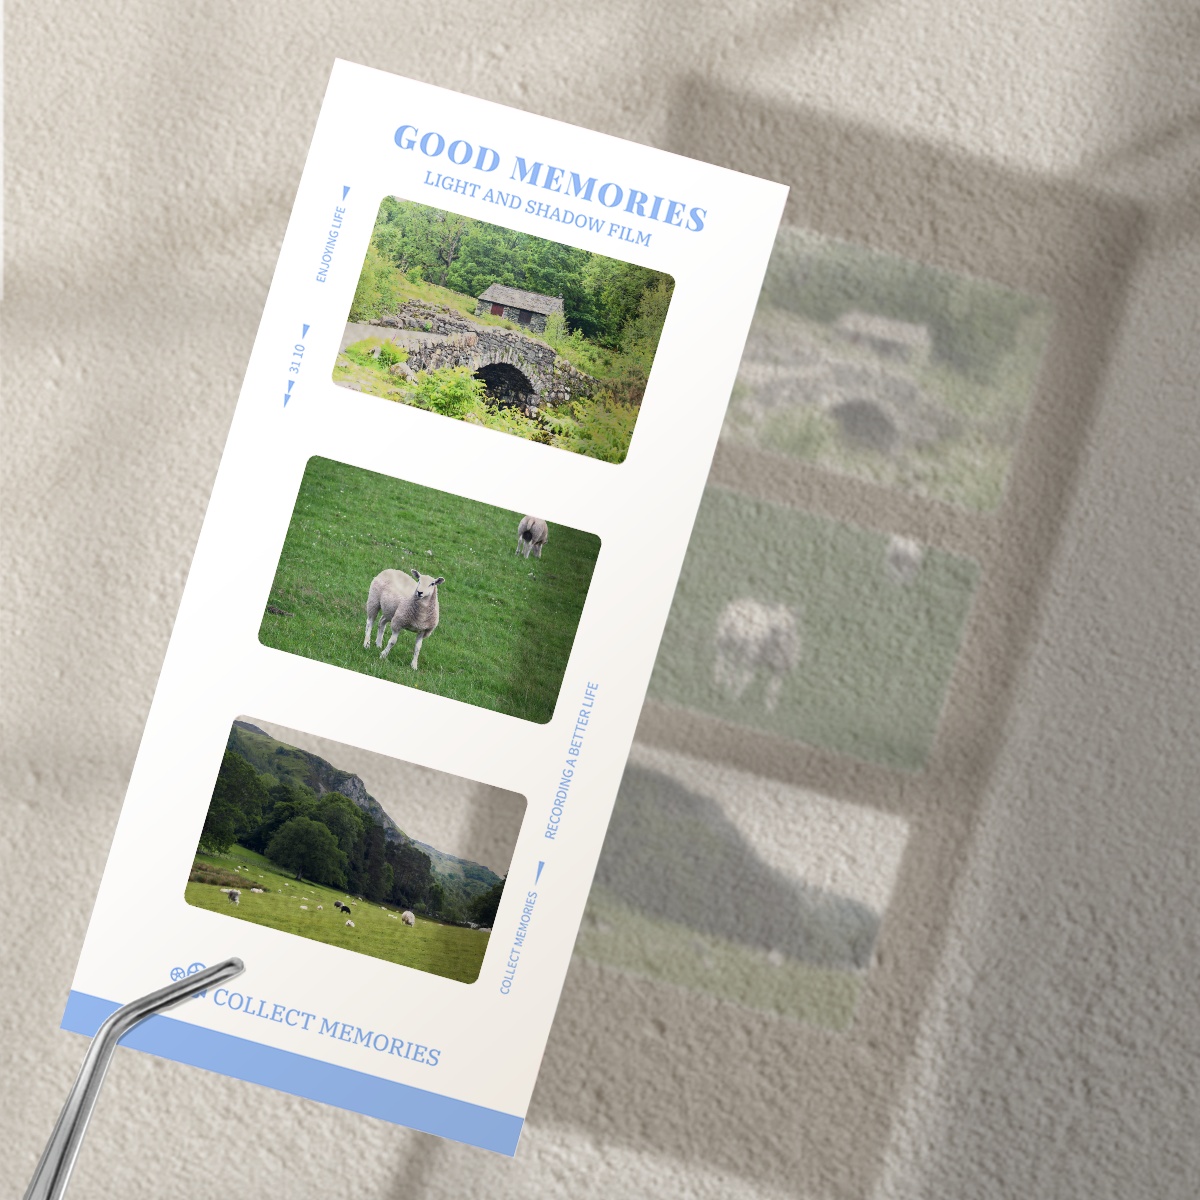 GOOD MEMORIES
LIGHT AND SHADOW FILM
ENJOYING LIFE
31 10
RECORDING A BETTER LIFE
COLLECT MEMORIES
COLLECT MEMORIES